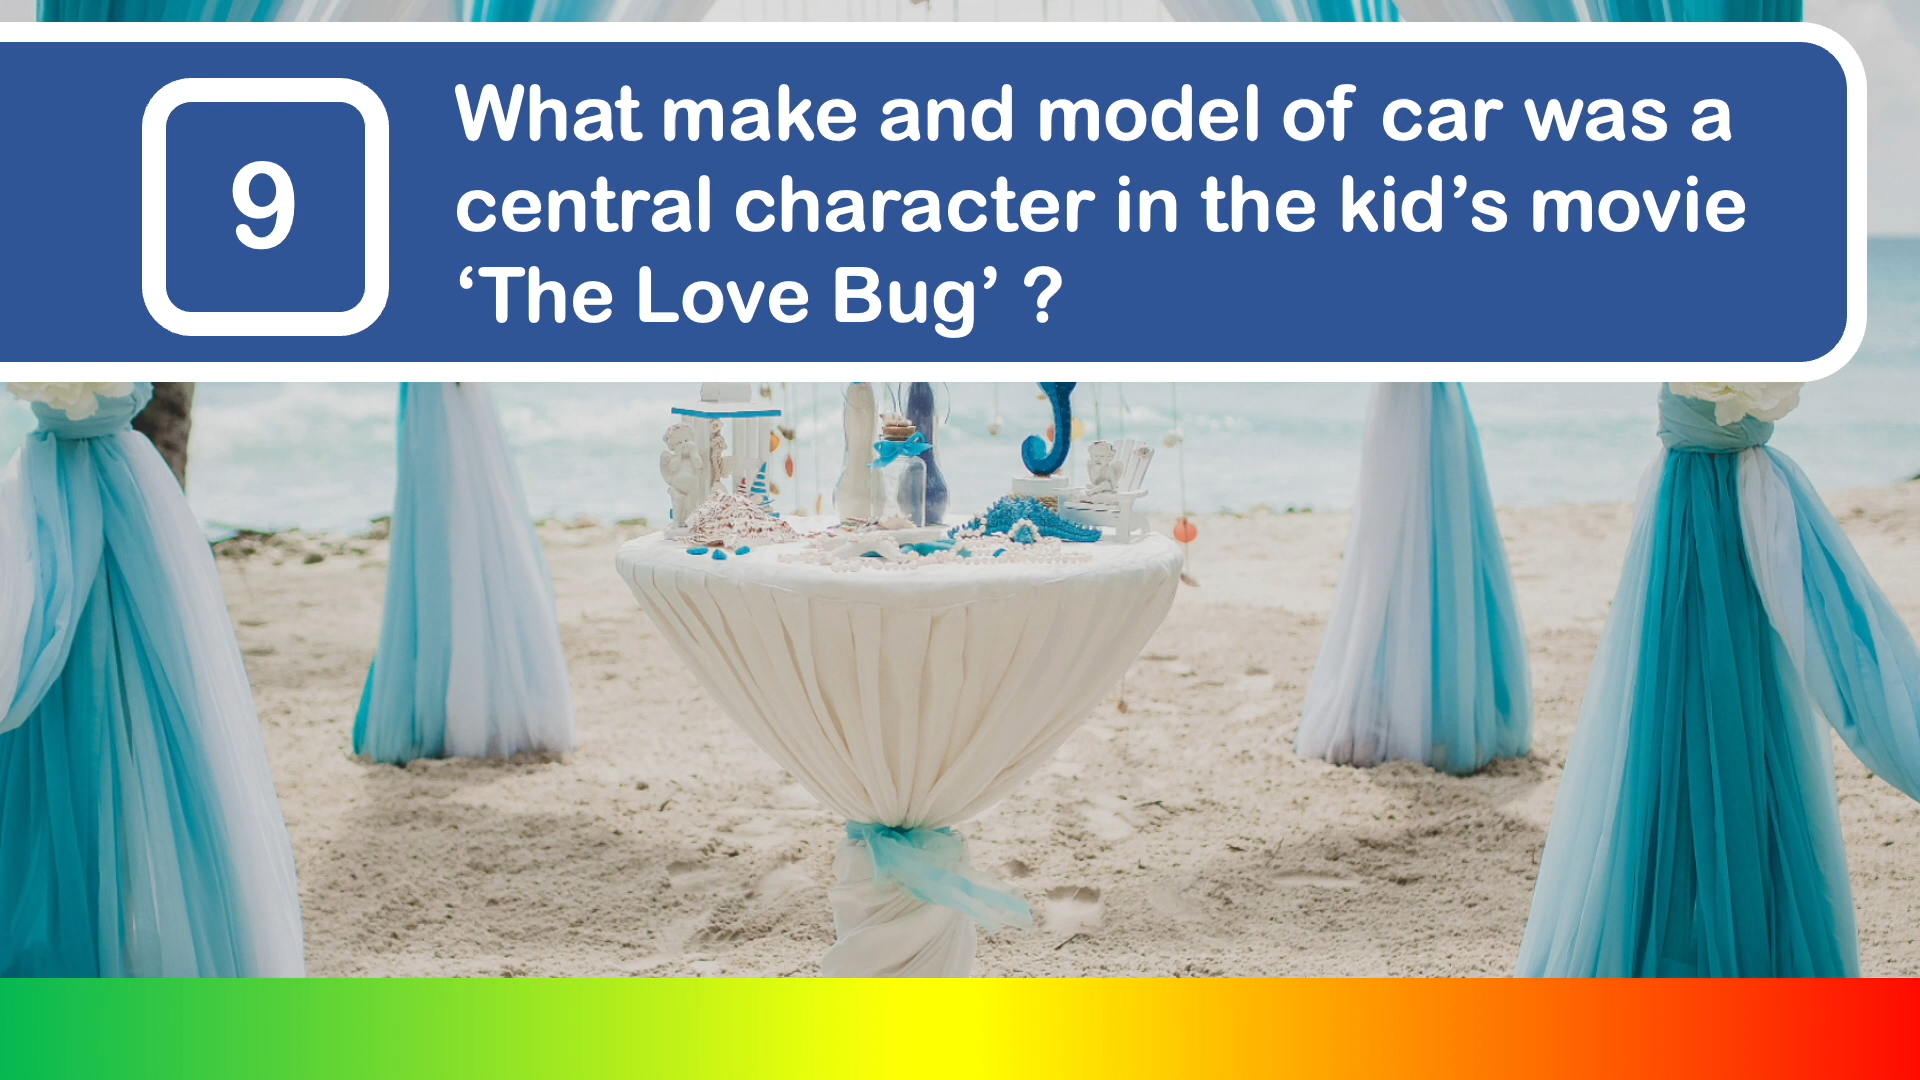 9
What make and model of car was a
central character in the kid’s movie
‘The Love Bug’ ?